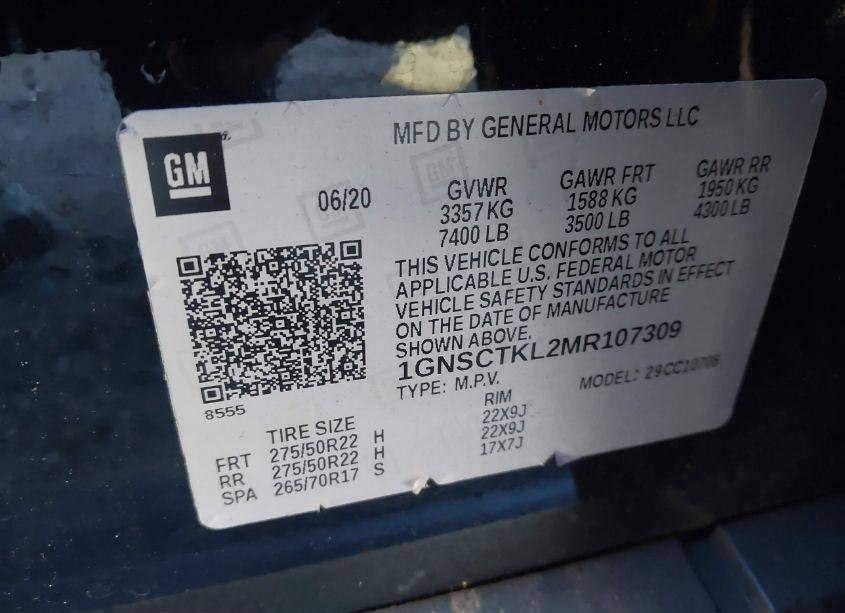 MFD BY GENERAL MOTORS LLC
GM
06/20
GVWR GAWR FRT GAWR RR
3357 KG 1588 KG 1950 KG
7400 LB 3500 LB 4300 LB
THIS VEHICLE CONFORMS TO ALL
APPLICABLE U.S. FEDERAL MOTOR
VEHICLE SAFETY STANDARDS IN EFFECT
ON THE DATE OF MANUFACTURE
SHOWN ABOVE.
1GNSCTKL2MR107309
TYPE: M.P.V. MODEL: 29CC10706
8555
TIRE SIZE RIM
FRT 275/50R22 H 22X9J
RR 275/50R22 H 22X9J
SPA 265/70R17 S 17X7J